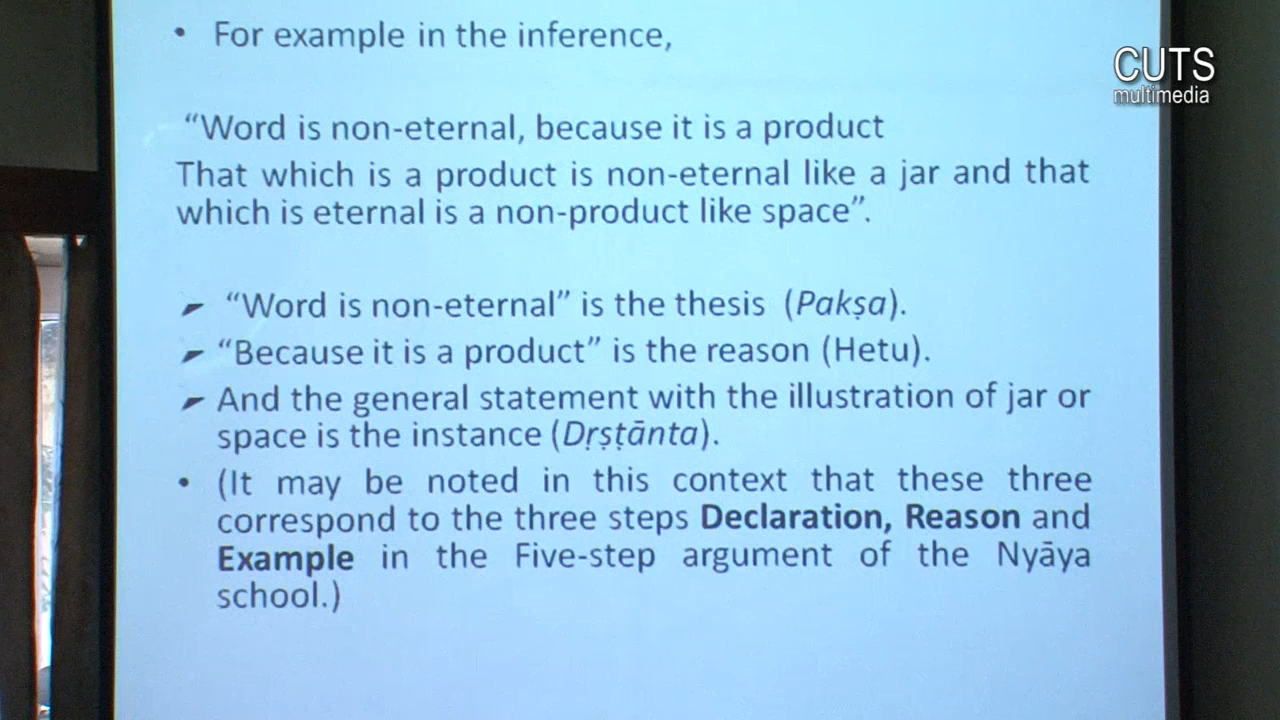 • For example in the inference,
CUTS
multimedia
“Word is non-eternal, because it is a product
That which is a product is non-eternal like a jar and that
which is eternal is a non-product like space”.
“Word is non-eternal” is the thesis (Pakṣa).
“Because it is a product” is the reason (Hetu).
And the general statement with the illustration of jar or
space is the instance (Dṛṣṭānta).
• (It may be noted in this context that these three
correspond to the three steps Declaration, Reason and
Example in the Five-step argument of the Nyāya
school.)